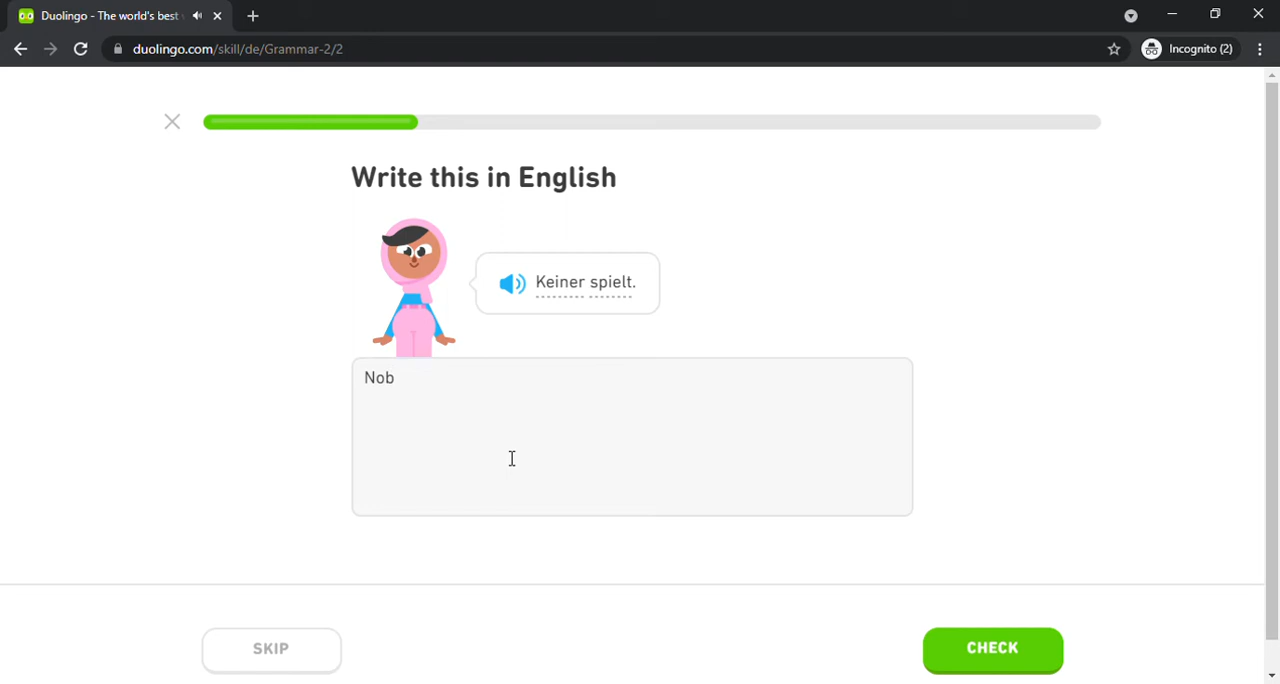 Duolingo - The world's best
duolingo.com/skill/de/Grammar-2/2
Incognito (2)
Write this in English
Keiner spielt.
Nob
SKIP
CHECK